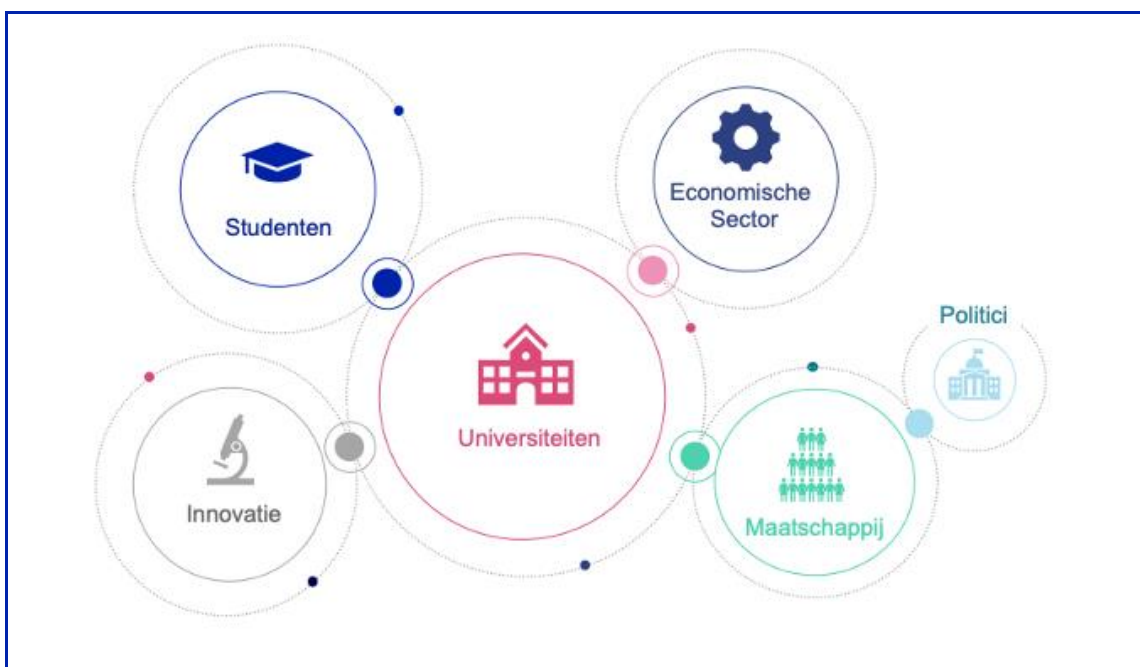 Studenten
Economische
Sector
Politici
Universiteiten
Innovatie
Maatschappij